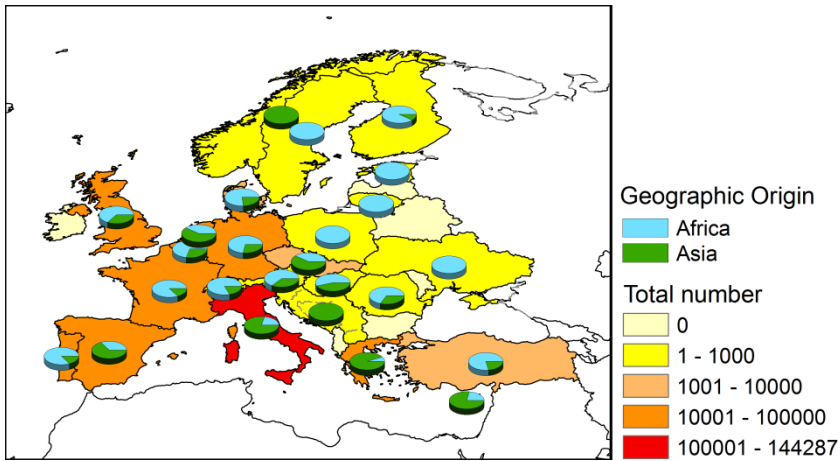 Geographic Origin
Africa
Asia
Total number
0
1 - 1000
1001 - 10000
10001 - 100000
100001 - 144287